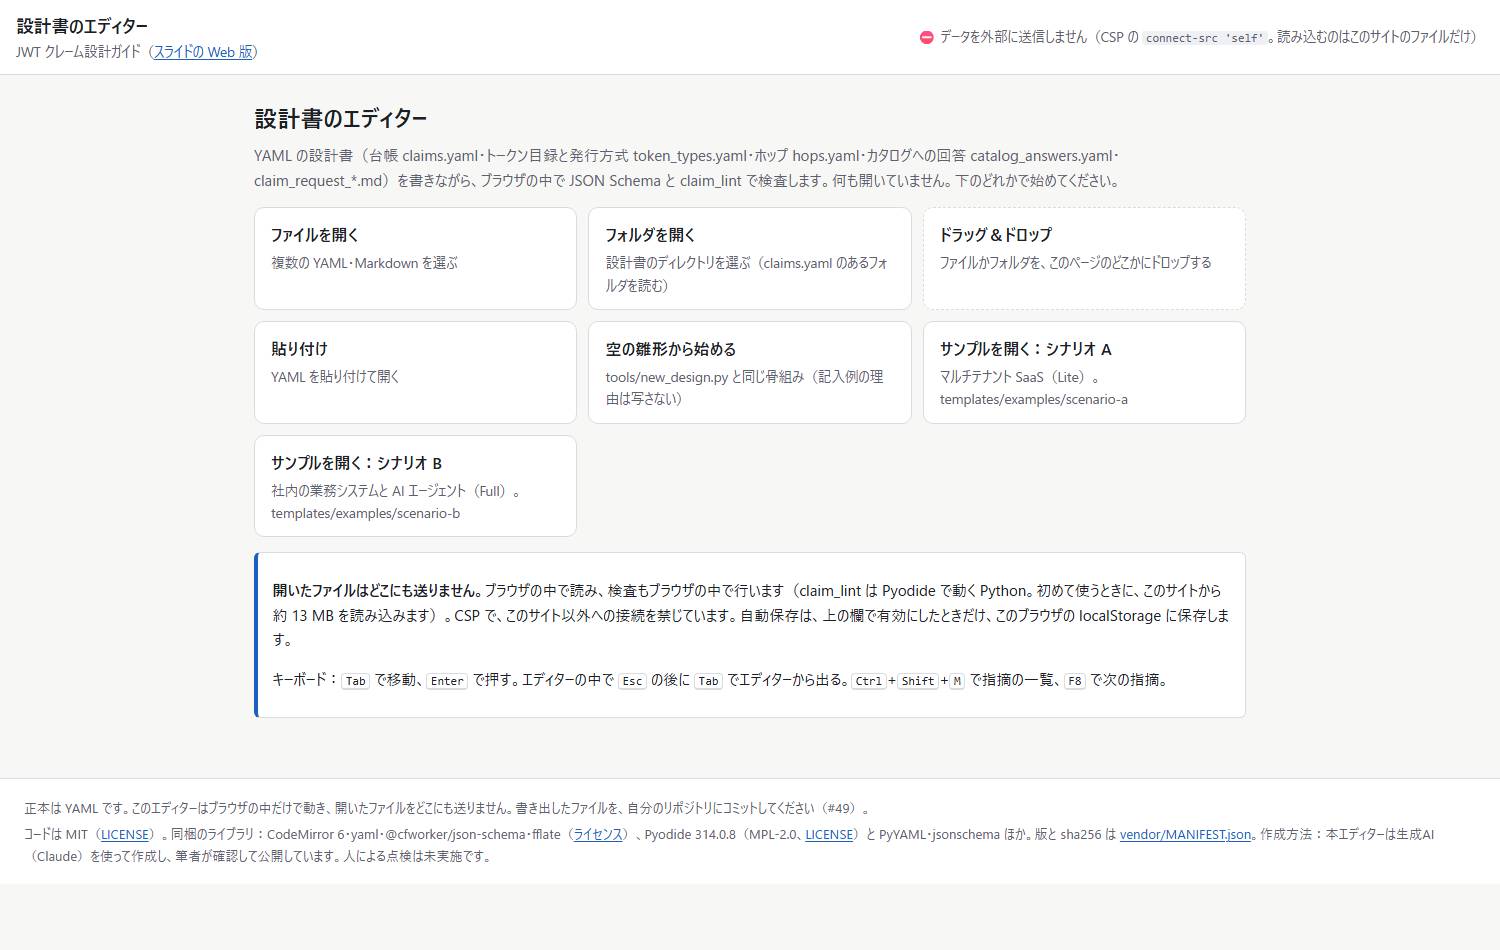 設計書のエディター
JWT クレーム設計ガイド（スライドの Web 版）
⛔ データを外部に送信しません（CSP の connect-src 'self'。読み込むのはこのサイトのファイルだけ）
設計書のエディター
YAML の設計書（台帳 claims.yaml・トークン目録と発行方式 token_types.yaml・ホップ hops.yaml・カタログへの回答 catalog_answers.yaml・
claim_request_*.md）を書きながら、ブラウザの中で JSON Schema と claim_lint で検査します。何も開いていません。下のどれかで始めてください。
ファイルを開く
複数の YAML・Markdown を選ぶ
フォルダを開く
設計書のディレクトリを選ぶ（claims.yaml のあるフォ
ルダを読む）
ドラッグ＆ドロップ
ファイルかフォルダを、このページのどこかにドロップする
貼り付け
YAML を貼り付けて開く
空の雛形から始める
tools/new_design.py と同じ骨組み（記入例の理
由は写さない）
サンプルを開く：シナリオ A
マルチテナント SaaS（Lite）。
templates/examples/scenario-a
サンプルを開く：シナリオ B
社内の業務システムと AI エージェント（Full）。
templates/examples/scenario-b
開いたファイルはどこにも送りません。ブラウザの中で読み、検査もブラウザの中で行います（claim_lint は Pyodide で動く Python。初めて使うときに、このサイトから
約 13 MB を読み込みます）。CSP で、このサイト以外への接続を禁じています。自動保存は、上の欄で有効にしたときだけ、このブラウザの localStorage に保存しま
す。
キーボード：Tab で移動、Enter で押す。エディターの中で Esc の後に Tab でエディターから出る。Ctrl+Shift+M で指摘の一覧、F8 で次の指摘。
正本は YAML です。このエディターはブラウザの中だけで動き、開いたファイルをどこにも送りません。書き出したファイルを、自分のリポジトリにコミットしてください（#49）。
コードは MIT（LICENSE）。同梱のライブラリ：CodeMirror 6・yaml・@cfworker/json-schema・fflate（ライセンス）、Pyodide 314.0.8（MPL-2.0、LICENSE）と PyYAML・jsonschema ほか。版と sha256 は vendor/MANIFEST.json。作成方法：本エディターは生成AI
（Claude）を使って作成し、筆者が確認して公開しています。人による点検は未実施です。